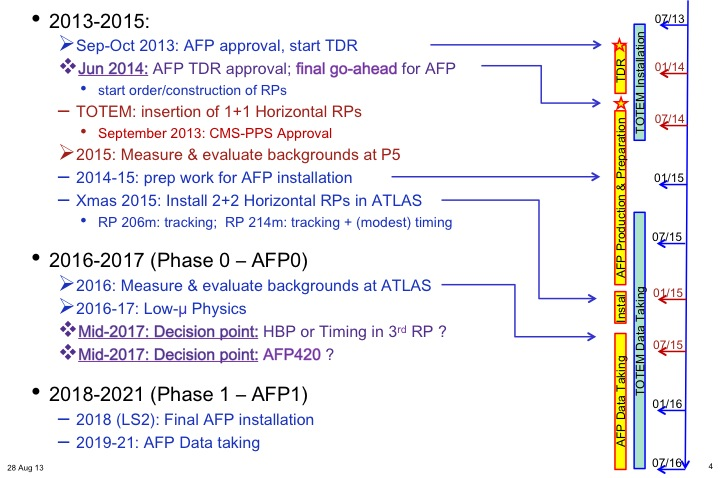 • 2013-2015:
➢Sep-Oct 2013: AFP approval, start TDR
❖Jun 2014: AFP TDR approval; final go-ahead for AFP
• start order/construction of RPs
– TOTEM: insertion of 1+1 Horizontal RPs
• September 2013: CMS-PPS Approval
➢2015: Measure & evaluate backgrounds at P5
– 2014-15: prep work for AFP installation
– Xmas 2015: Install 2+2 Horizontal RPs in ATLAS
• RP 206m: tracking; RP 214m: tracking + (modest) timing
• 2016-2017 (Phase 0 – AFP0)
➢2016: Measure & evaluate backgrounds at ATLAS
➢2016-17: Low-μ Physics
❖Mid-2017: Decision point: HBP or Timing in 3rd RP ?
❖Mid-2017: Decision point: AFP420 ?
• 2018-2021 (Phase 1 – AFP1)
– 2018 (LS2): Final AFP installation
– 2019-21: AFP Data taking
TDR
AFP Production & Preparation
Instal
AFP Data Taking
TOTEM Installation
TOTEM Data Taking
07/13
01/14
07/14
01/15
07/15
01/15
07/15
01/16
07/16
28 Aug 13
4